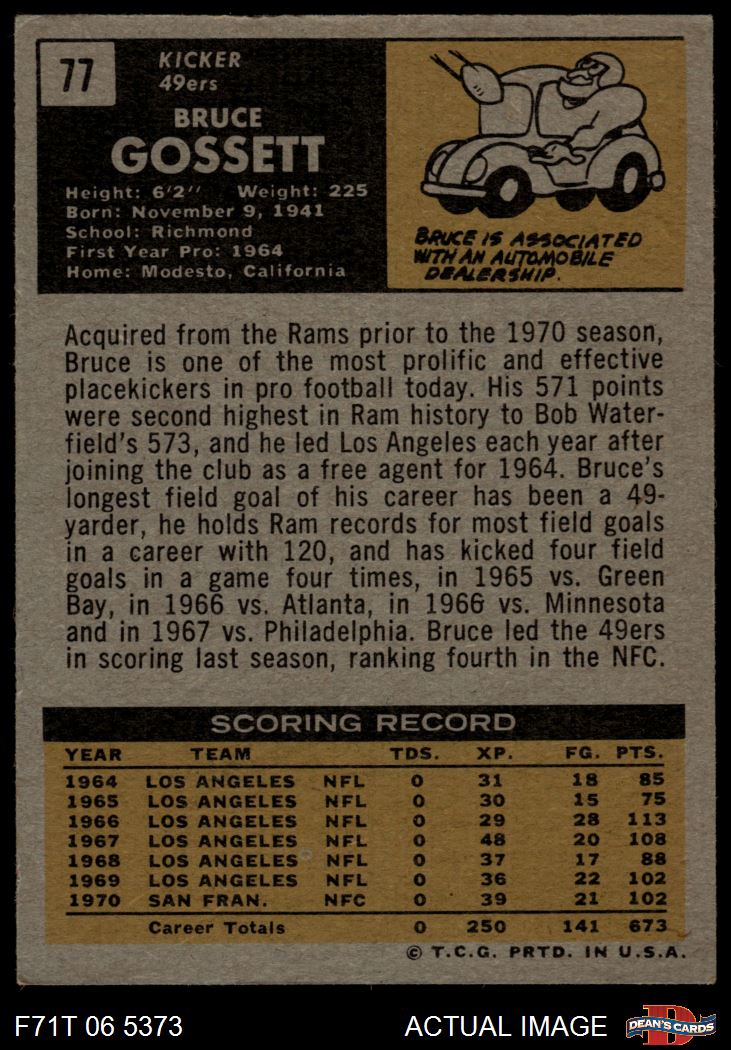 77
KICKER
49ers
BRUCE
GOSSETT
Height: 6'2" Weight: 225
Born: November 9, 1941
School: Richmond
First Year Pro: 1964
Home: Modesto, California
BRUCE IS ASSOCIATED
WITH AN AUTOMOBILE
DEALERSHIP.
Acquired from the Rams prior to the 1970 season,
Bruce is one of the most prolific and effective
placekickers in pro football today. His 571 points
were second highest in Ram history to Bob Water-
field's 573, and he led Los Angeles each year after
joining the club as a free agent for 1964. Bruce's
longest field goal of his career has been a 49-
yarder, he holds Ram records for most field goals
in a career with 120, and has kicked four field
goals in a game four times, in 1965 vs. Green
Bay, in 1966 vs. Atlanta, in 1966 vs. Minnesota
and in 1967 vs. Philadelphia. Bruce led the 49ers
in scoring last season, ranking fourth in the NFC.
SCORING RECORD
YEAR TEAM TDS. XP. FG. PTS.
1964 LOS ANGELES NFL 0 31 18 85
1965 LOS ANGELES NFL 0 30 15 75
1966 LOS ANGELES NFL 0 29 28 113
1967 LOS ANGELES NFL 0 48 20 108
1968 LOS ANGELES NFL 0 37 17 88
1969 LOS ANGELES NFL 0 36 22 102
1970 SAN FRAN. NFC 0 39 21 102
Career Totals 0 250 141 673
© T.C.G. PRTD. IN U.S.A.
F71T 06 5373 ACTUAL IMAGE DEAN'S CARDS